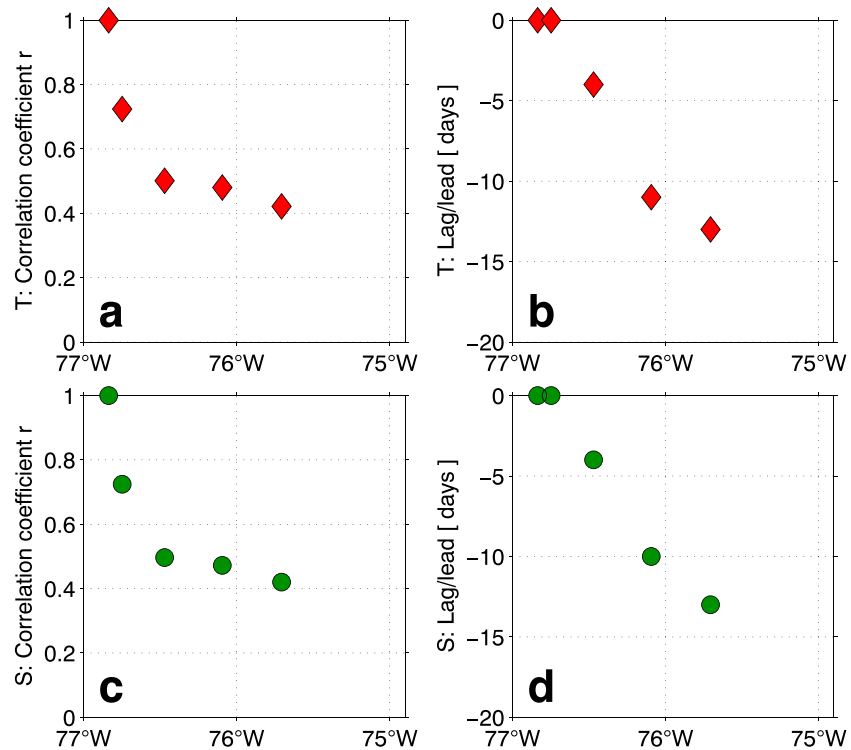 T: Correlation coefficient r
1
0.8
0.6
0.4
0.2
0
a
77°W 76°W 75°W
T: Lag/lead [ days ]
0
−5
−10
−15
−20
b
77°W 76°W 75°W
S: Correlation coefficient r
1
0.8
0.6
0.4
0.2
0
c
77°W 76°W 75°W
S: Lag/lead [ days ]
0
−5
−10
−15
−20
d
77°W 76°W 75°W